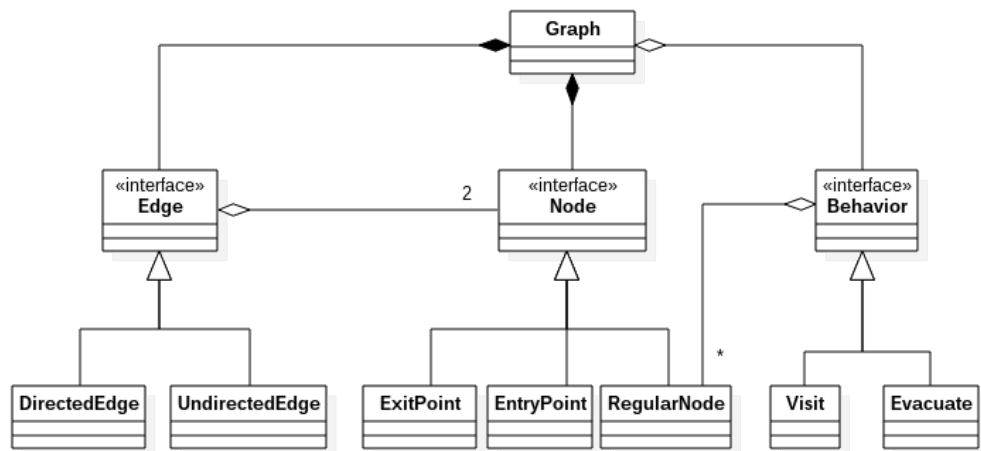 Graph
«interface»
Edge
2
«interface»
Node
«interface»
Behavior
*
DirectedEdge
UndirectedEdge
ExitPoint
EntryPoint
RegularNode
Visit
Evacuate